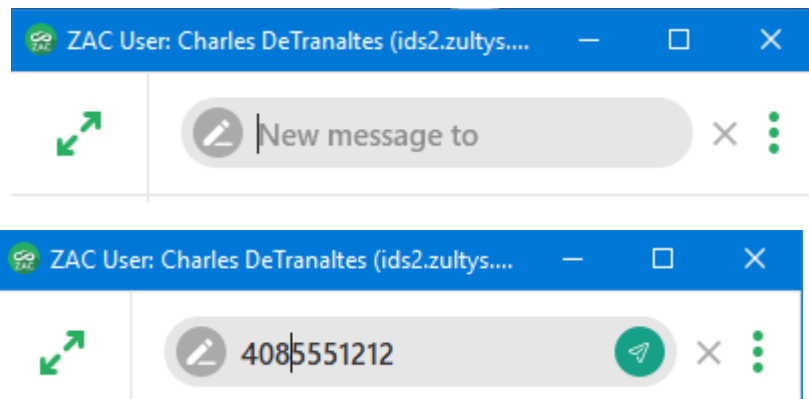 ZAC User: Charles DeTranaltes (ids2.zultys....
New message to
ZAC User: Charles DeTranaltes (ids2.zultys....
4085551212